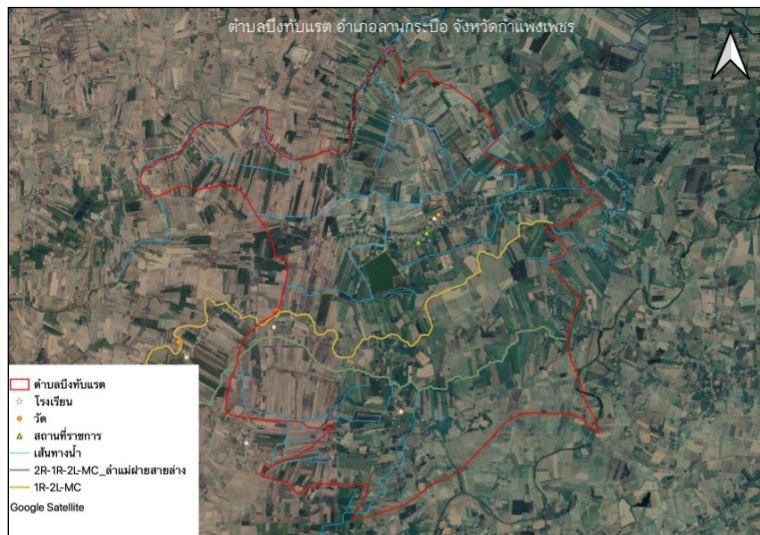 ตำบลบึงทับแรต อำเภอลานกระบือ จังหวัดกำแพงเพชร
ตำบลบึงทับแรต
โรงเรียน
วัด
สถานที่ราชการ
เส้นทางน้ำ
2R-1R-2L-MC_ลำแม่ฝายสายล่าง
1R-2L-MC
Google Satellite